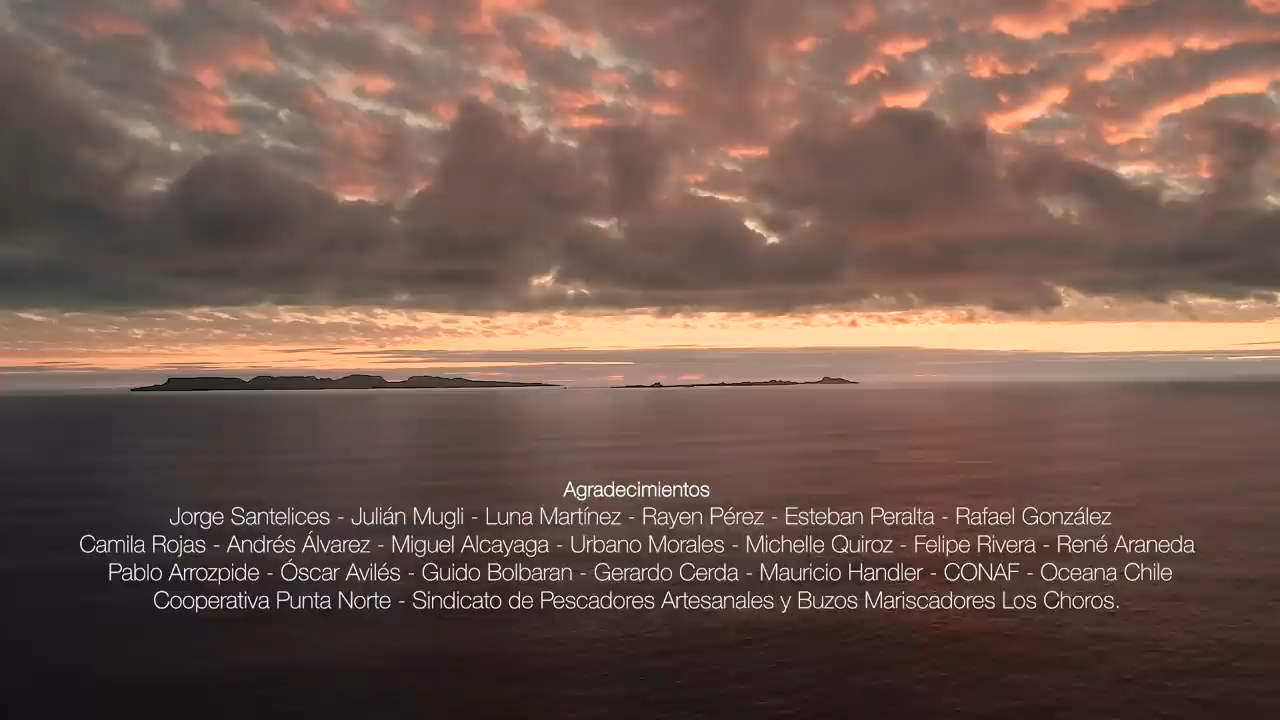 Agradecimientos
Jorge Santelices - Julián Mugli - Luna Martínez - Rayen Pérez - Esteban Peralta - Rafael González
Camila Rojas - Andrés Álvarez - Miguel Alcayaga - Urbano Morales - Michelle Quiroz - Felipe Rivera - René Araneda
Pablo Arrozpide - Óscar Avilés - Guido Bolbaran - Gerardo Cerda - Mauricio Handler - CONAF - Oceana Chile
Cooperativa Punta Norte - Sindicato de Pescadores Artesanales y Buzos Mariscadores Los Choros.